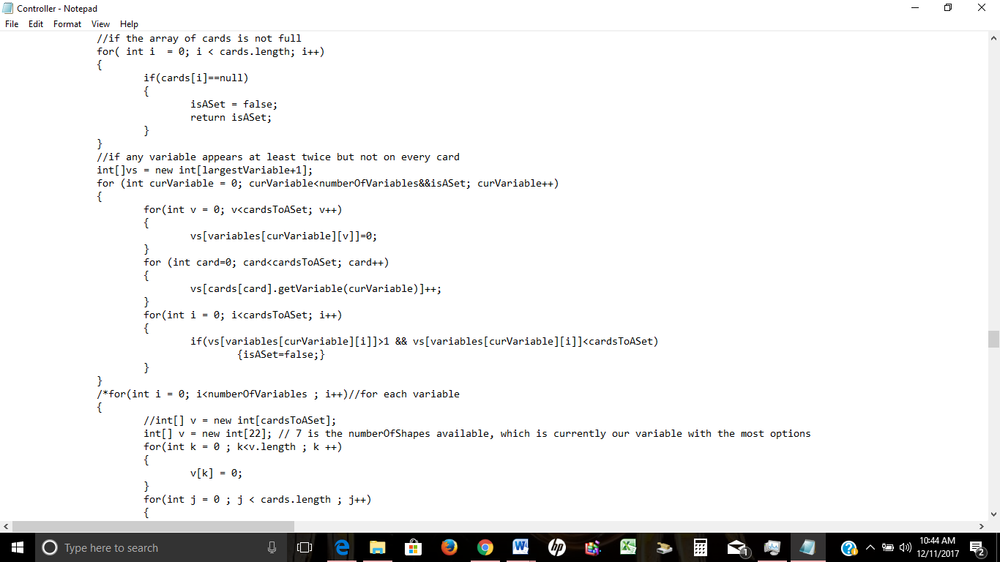 Controller - Notepad
File Edit Format View Help
//if the array of cards is not full
for( int i  = 0; i < cards.length; i++)
{
        if(cards[i]==null)
        {
                isASet = false;
                return isASet;
        }
}
//if any variable appears at least twice but not on every card
int[]vs = new int[largestVariable+1];
for (int curVariable = 0; curVariable<numberOfVariables&&isASet; curVariable++)
{
        for(int v = 0; v<cardsToASet; v++)
        {
                vs[variables[curVariable][v]]=0;
        }
        for (int card=0; card<cardsToASet; card++)
        {
                vs[cards[card].getVariable(curVariable)]++;
        }
        for(int i = 0; i<cardsToASet; i++)
        {
                if(vs[variables[curVariable][i]]>1 && vs[variables[curVariable][i]]<cardsToASet)
                        {isASet=false;}
        }
}
/*for(int i = 0; i<numberOfVariables ; i++)//for each variable
{
        //int[] v = new int[cardsToASet];
        int[] v = new int[22]; // 7 is the numberOfShapes available, which is currently our variable with the most options
        for(int k = 0 ; k<v.length ; k ++)
        {
                v[k] = 0;
        }
        for(int j = 0 ; j < cards.length ; j++)
        {
Type here to search
hp
1
10:44 AM
12/11/2017
2